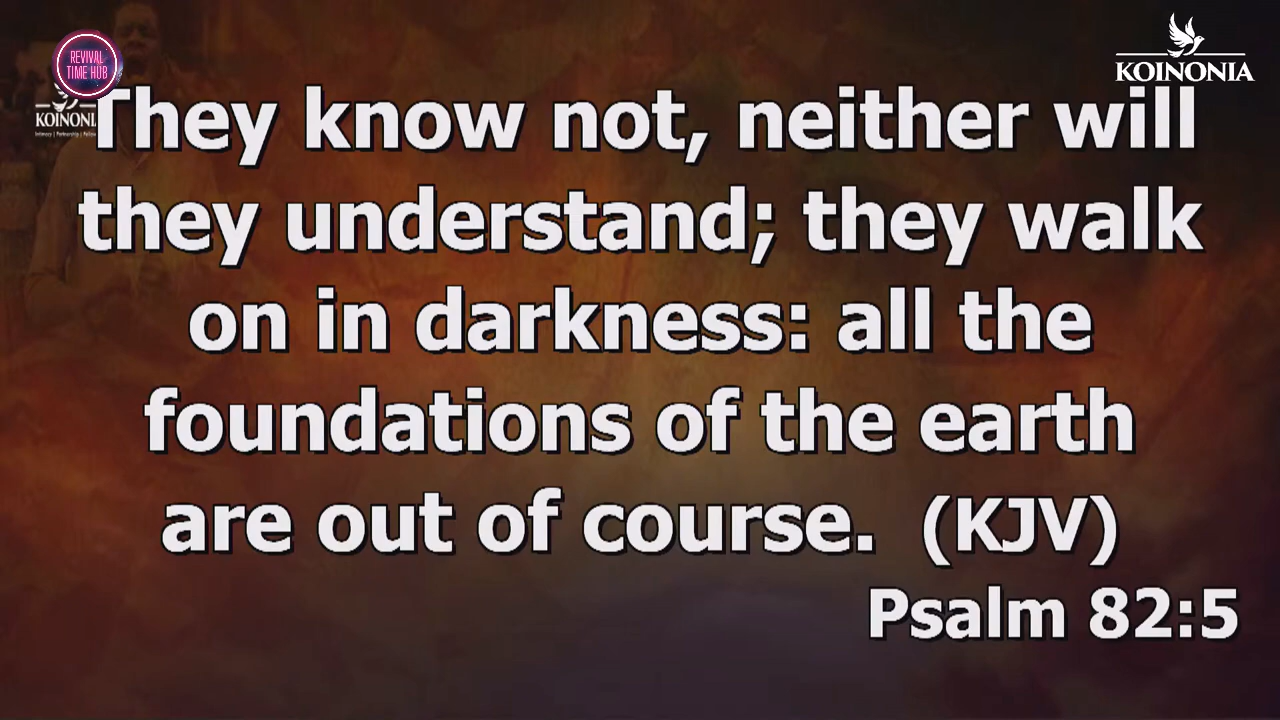 REVIVAL
TIME HUB
KOINONIA
KOINONI
They know not, neither will
they understand; they walk
on in darkness: all the
foundations of the earth
are out of course. (KJV)
Psalm 82:5